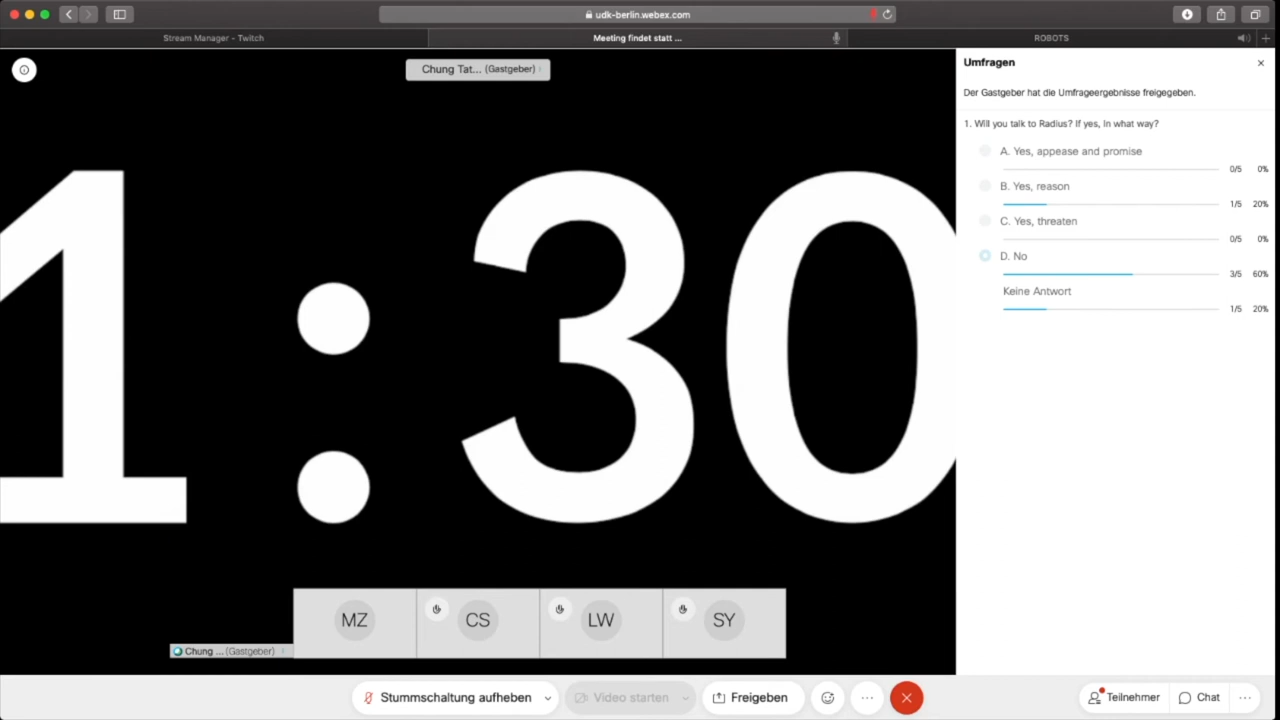 udk-berlin.webex.com
Stream Manager - Twitch
Meeting findet statt ...
ROBOTS
Chung Tat... (Gastgeber)
1:30
Umfragen
Der Gastgeber hat die Umfrageergebnisse freigegeben.
1. Will you talk to Radius? If yes, In what way?
A. Yes, appease and promise
0/5 0%
B. Yes, reason
1/5 20%
C. Yes, threaten
0/5 0%
D. No
3/5 60%
Keine Antwort
1/5 20%
MZ
CS
LW
SY
Chung ... (Gastgeber)
Stummschaltung aufheben
Video starten
Freigeben
Teilnehmer
Chat